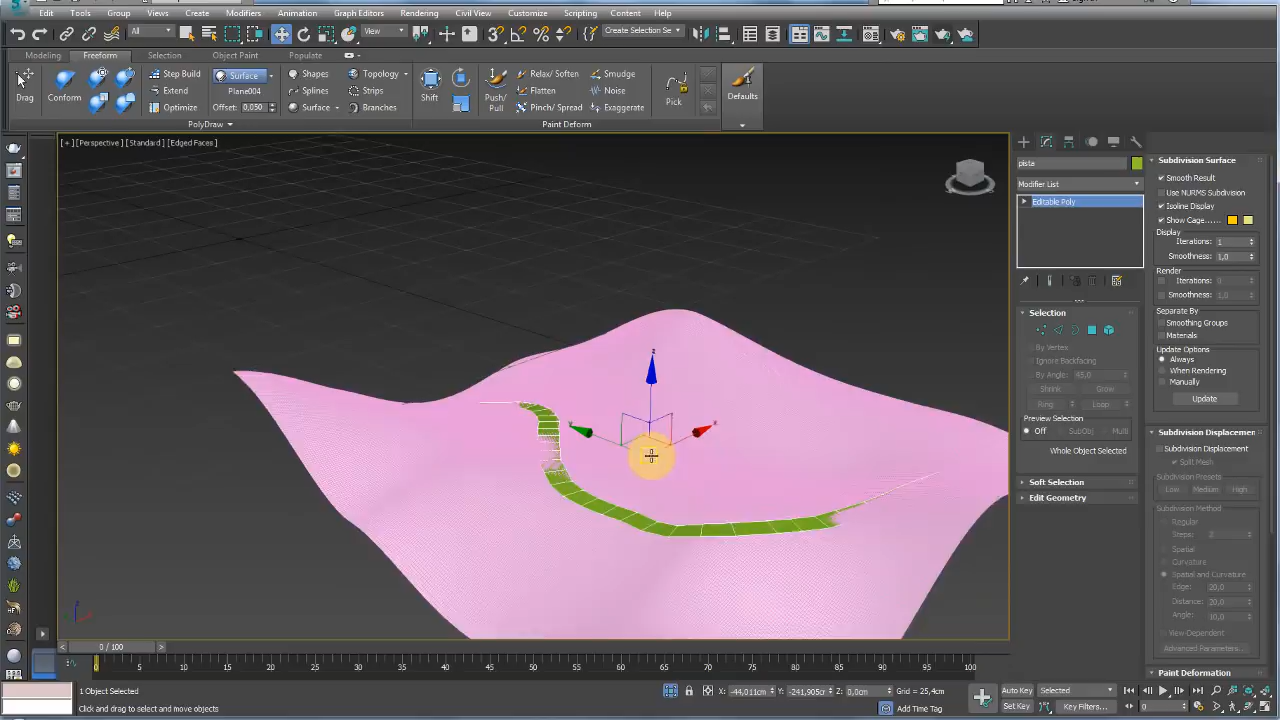 Edit Tools Group Views Create Modifiers Animation Graph Editors Rendering Civil View Customize Scripting Content Help
All View Create Selection Se
Modeling Freeform Selection Object Paint Populate
Drag Conform Step Build Extend Optimize Surface Plane004 Offset: 0,050 Shapes Splines Surface Topology Strips Branches Shift Push/Pull Relax/ Soften Flatten Pinch/ Spread Smudge Noise Exaggerate Pick Defaults
PolyDraw Paint Deform
[+] [Perspective] [Standard] [Edged Faces]
z
y
x
pista
Modifier List
Editable Poly
Selection
By Vertex
Ignore Backfacing
By Angle: 45,0
Shrink Grow
Ring Loop
Preview Selection
Off SubObj Multi
Whole Object Selected
Soft Selection
Edit Geometry
Subdivision Surface
Smooth Result
Use NURMS Subdivision
Isoline Display
Show Cage......
Display
Iterations: 1
Smoothness: 1,0
Render
Iterations: 0
Smoothness: 1,0
Separate By
Smoothing Groups
Materials
Update Options
Always
When Rendering
Manually
Update
Subdivision Displacement
Subdivision Displacement
Split Mesh
Subdivision Presets
Low Medium High
Subdivision Method
Regular
Steps: 2
Spatial
Curvature
Spatial and Curvature
Edge: 20,0
Distance: 20,0
Angle: 10,0
View-Dependent
Advanced Parameters...
Paint Deformation
0 / 100
0 5 10 15 20 25 30 35 40 45 50 55 60 65 70 75 80 85 90 95 100
1 Object Selected
Click and drag to select and move objects
X: -44,011cm Y: -241,905cm Z: 0,0cm Grid = 25,4cm
Add Time Tag
Auto Key Selected
Set Key Key Filters... 0